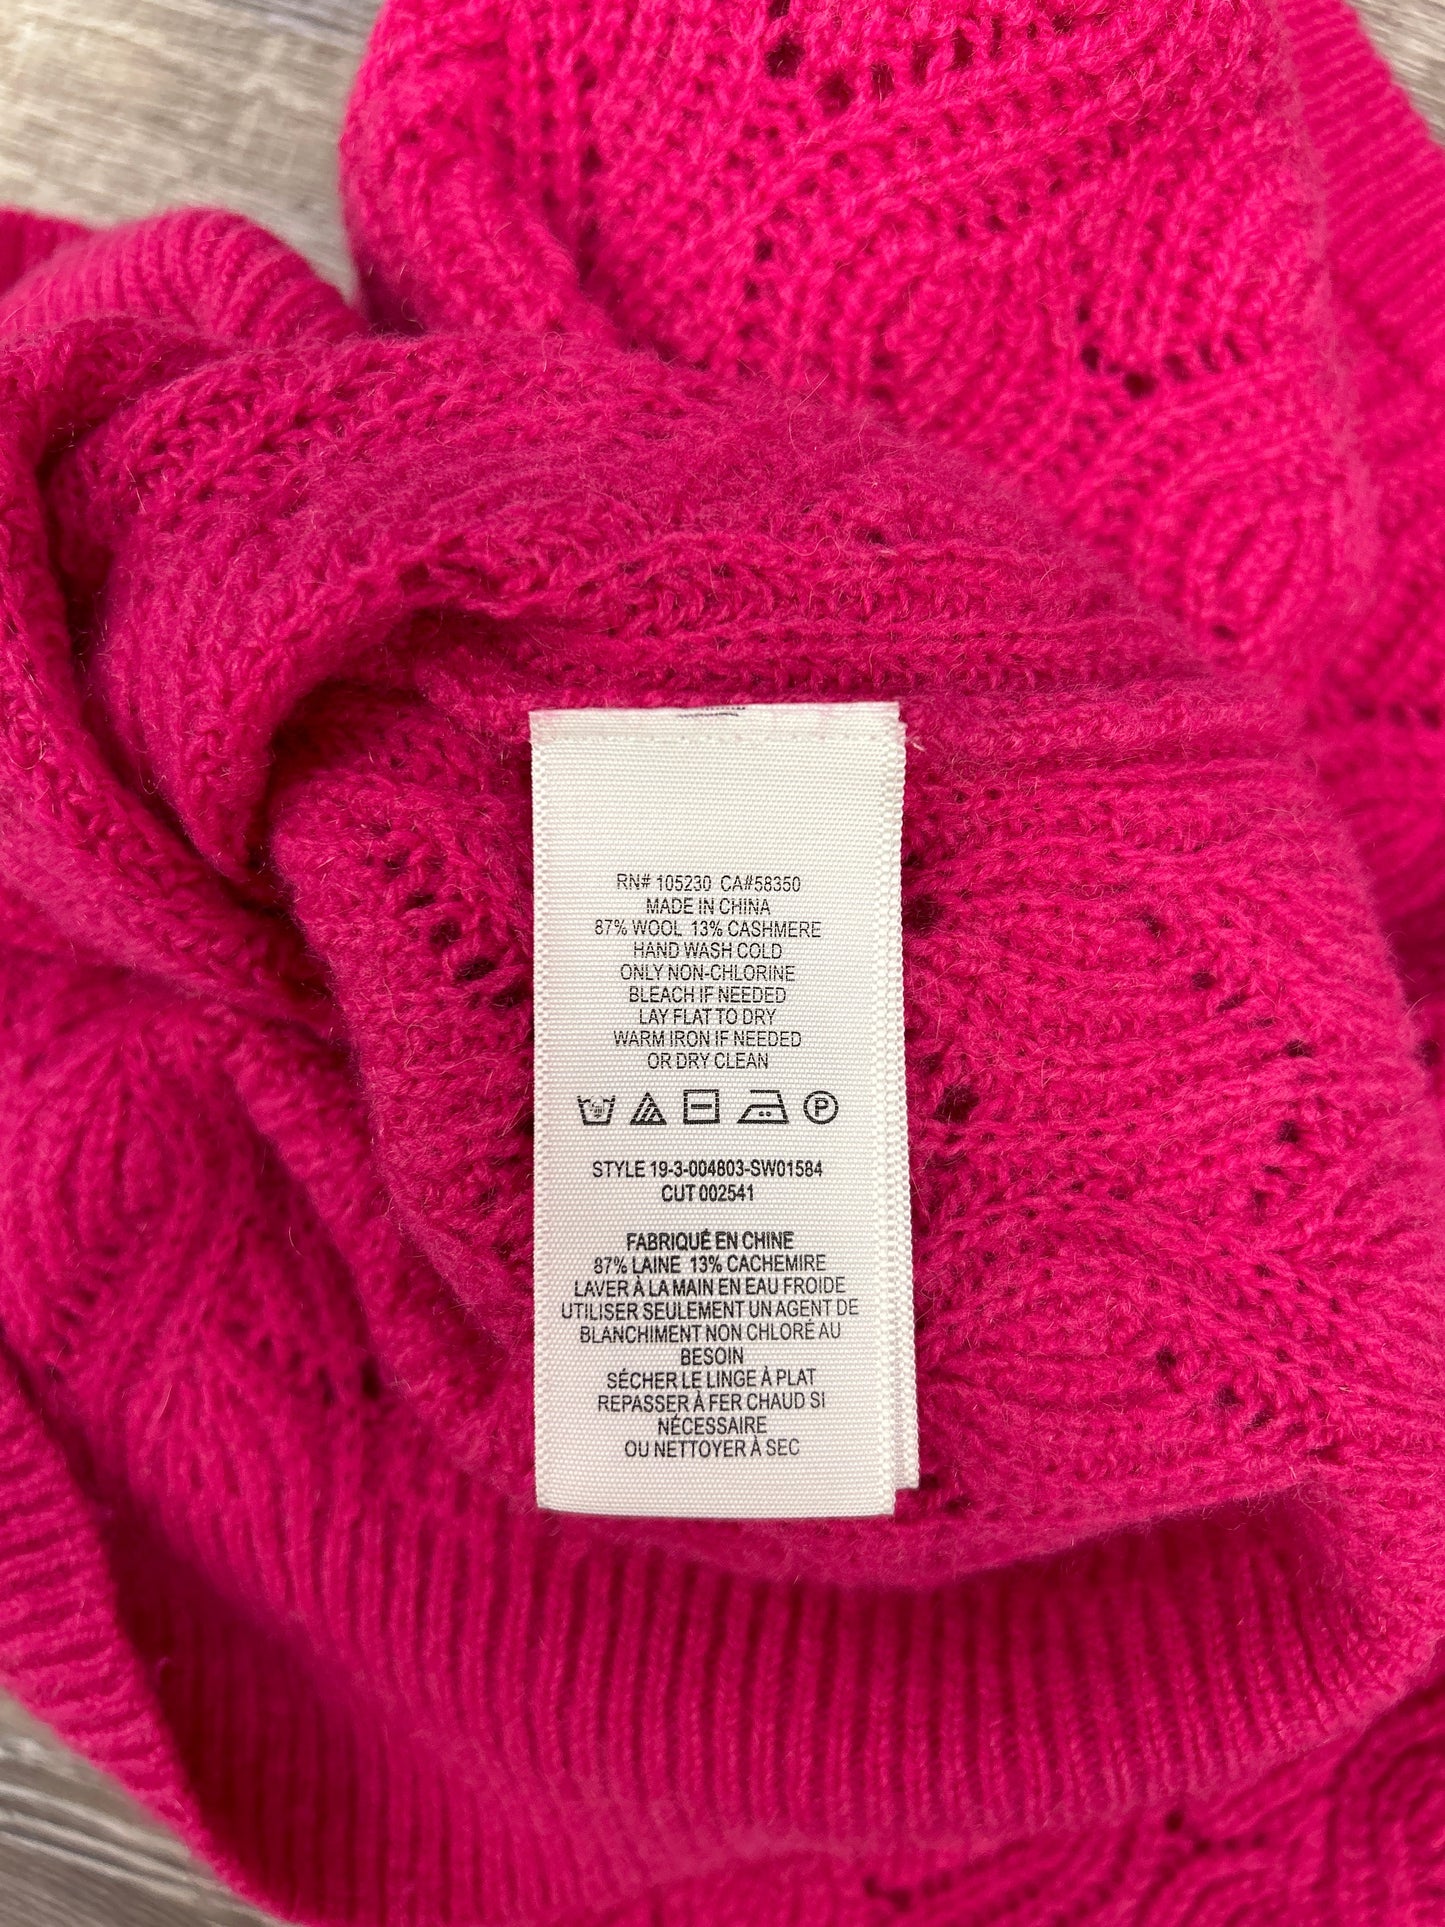 RN# 105230 CA#58350
MADE IN CHINA
87% WOOL 13% CASHMERE
HAND WASH COLD
ONLY NON-CHLORINE
BLEACH IF NEEDED
LAY FLAT TO DRY
WARM IRON IF NEEDED
OR DRY CLEAN
P
STYLE 19-3-004803-SW01584
CUT 002541
FABRIQUÉ EN CHINE
87% LAINE 13% CACHEMIRE
LAVER À LA MAIN EN EAU FROIDE
UTILISER SEULEMENT UN AGENT DE
BLANCHIMENT NON CHLORÉ AU
BESOIN
SÉCHER LE LINGE À PLAT
REPASSER À FER CHAUD SI
NÉCESSAIRE
OU NETTOYER À SEC